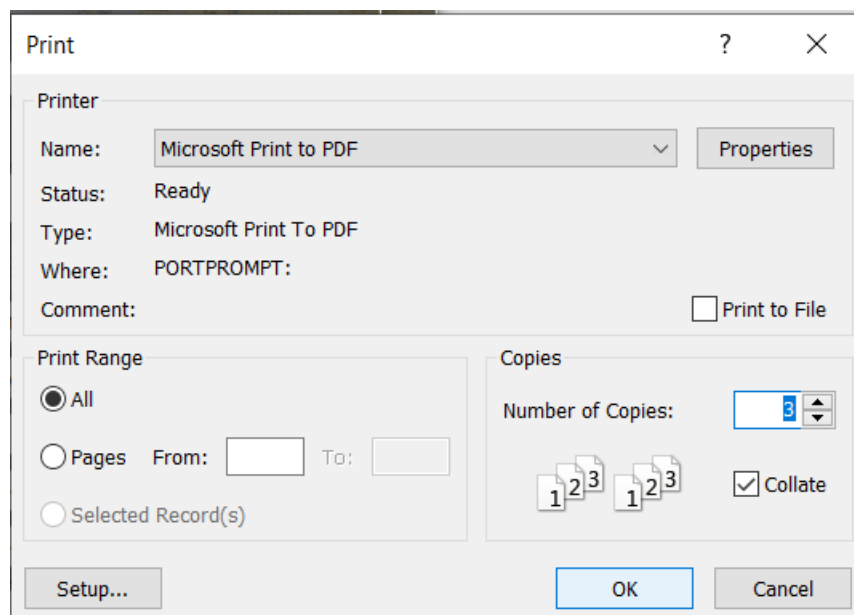 Print ?
Printer
Name: Microsoft Print to PDF Properties
Status: Ready
Type: Microsoft Print To PDF
Where: PORTPROMPT:
Comment: Print to File
Print Range
All
Pages From: To:
Selected Record(s)
Copies
Number of Copies: 3
1 2 3 1 2 3 Collate
Setup... OK Cancel